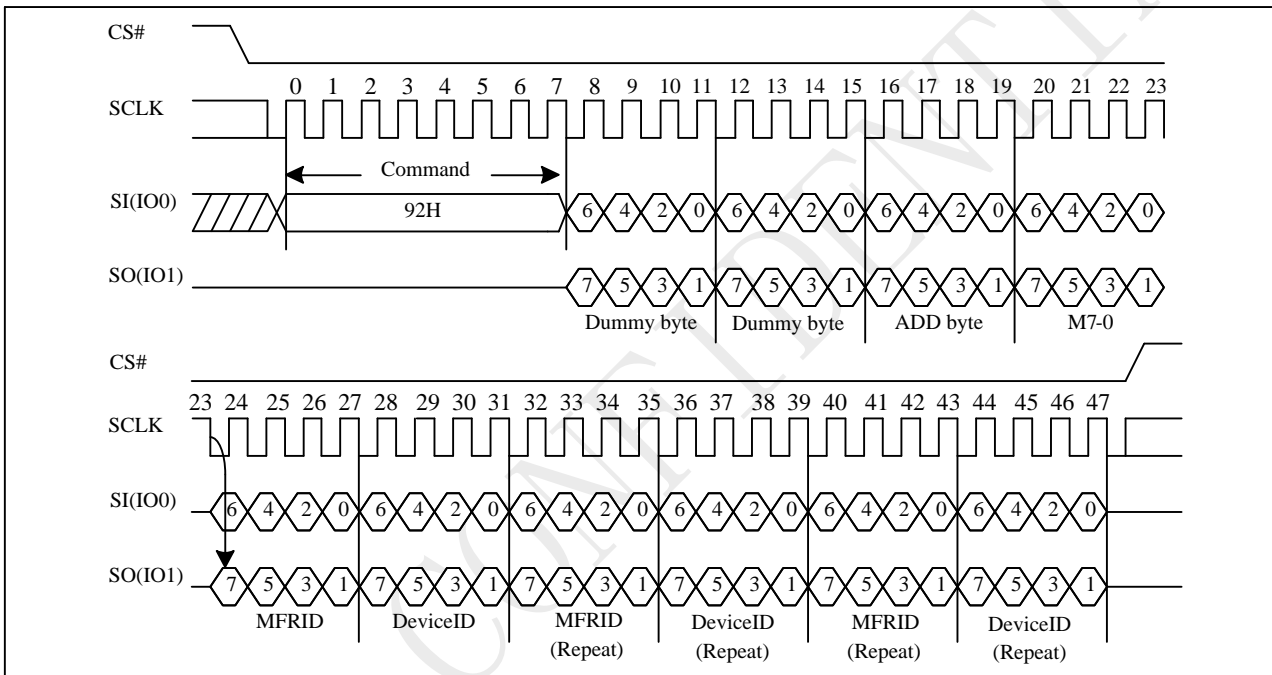 CS#
0 1 2 3 4 5 6 7 8 9 10 11 12 13 14 15 16 17 18 19 20 21 22 23
SCLK
Command
SI(IO0) 92H 6 4 2 0 6 4 2 0 6 4 2 0 6 4 2 0
SO(IO1) 7 5 3 1 7 5 3 1 7 5 3 1 7 5 3 1
Dummy byte Dummy byte ADD byte M7-0
CS#
23 24 25 26 27 28 29 30 31 32 33 34 35 36 37 38 39 40 41 42 43 44 45 46 47
SCLK
SI(IO0) 6 4 2 0 6 4 2 0 6 4 2 0 6 4 2 0 6 4 2 0 6 4 2 0
SO(IO1) 7 5 3 1 7 5 3 1 7 5 3 1 7 5 3 1 7 5 3 1 7 5 3 1
MFRID DeviceID MFRID DeviceID MFRID DeviceID
(Repeat) (Repeat) (Repeat) (Repeat)
CONFIDENTI